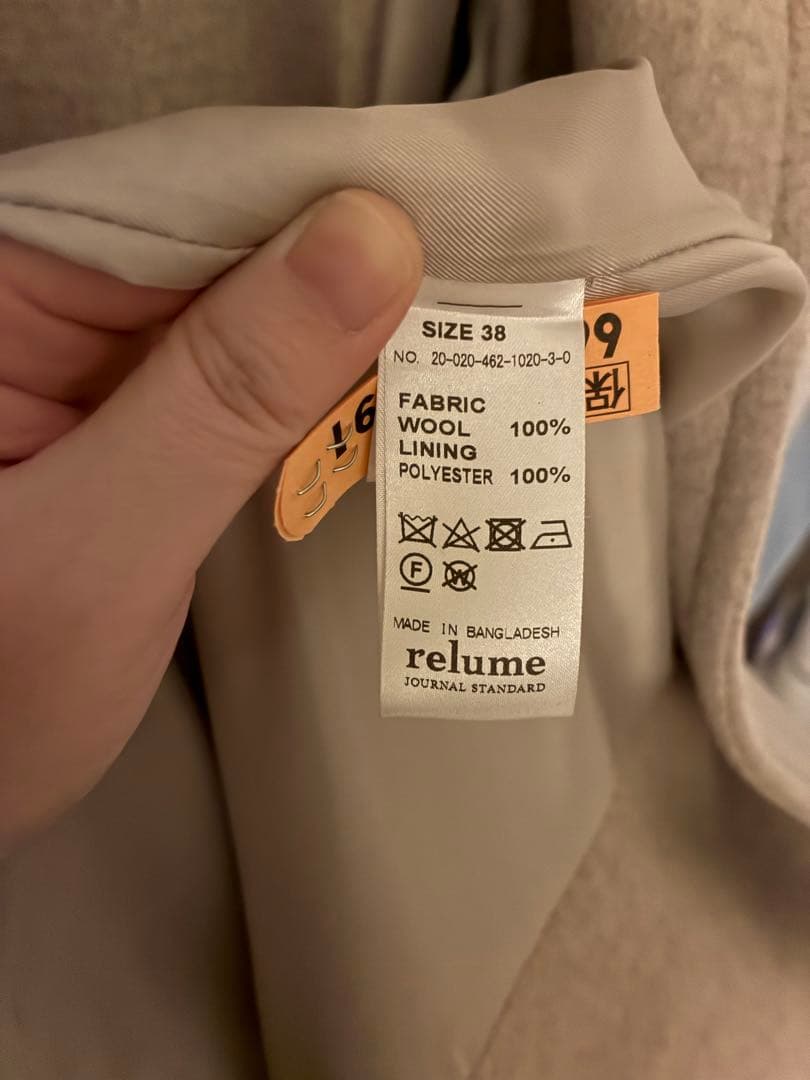 SIZE 38
NO. 20-020-462-1020-3-0
FABRIC
WOOL 100%
LINING
POLYESTER 100%
F
W
MADE IN BANGLADESH
relume
JOURNAL STANDARD
保